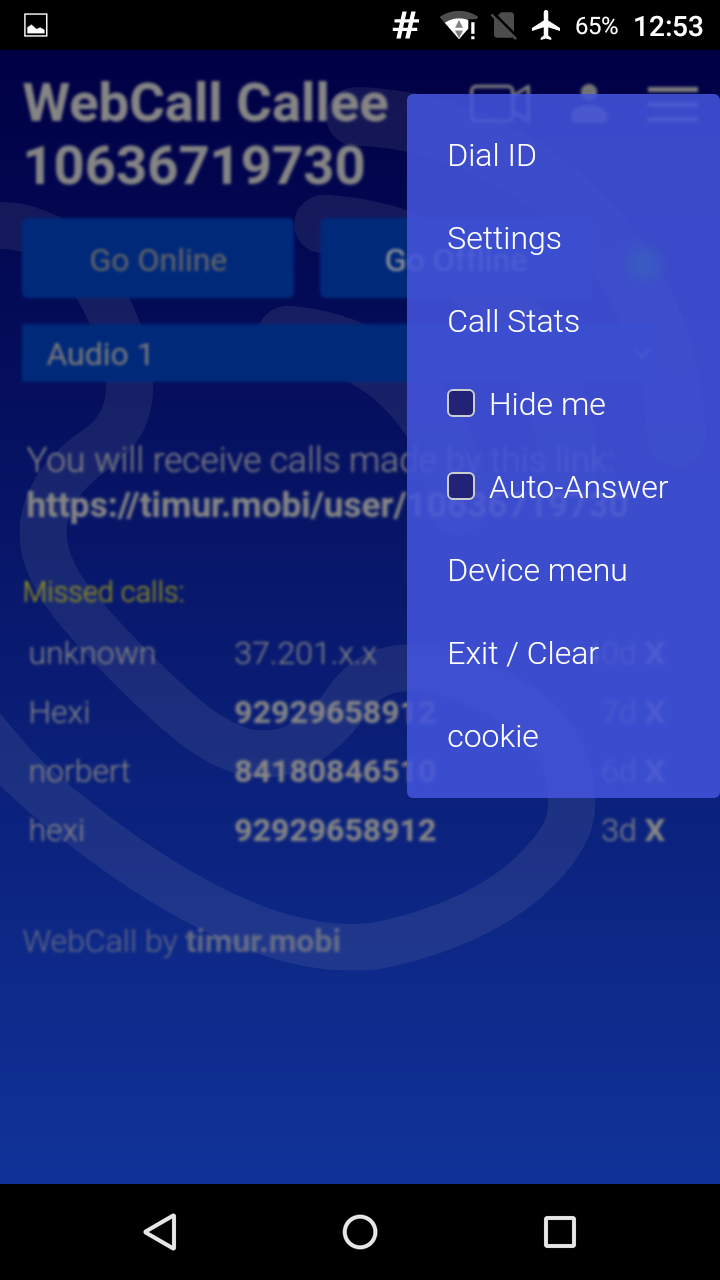 65% 12:53
WebCall Callee
10636719730
Go Online
Go Offline
Audio 1
You will receive calls made by this link:
https://timur.mobi/user/10636719730
Missed calls:
unknown 37.201.x.x 0d X
Hexi 92929658912 7d X
norbert 84180846510 6d X
hexi 92929658912 3d X
WebCall by timur.mobi
Dial ID
Settings
Call Stats
Hide me
Auto-Answer
Device menu
Exit / Clear
cookie